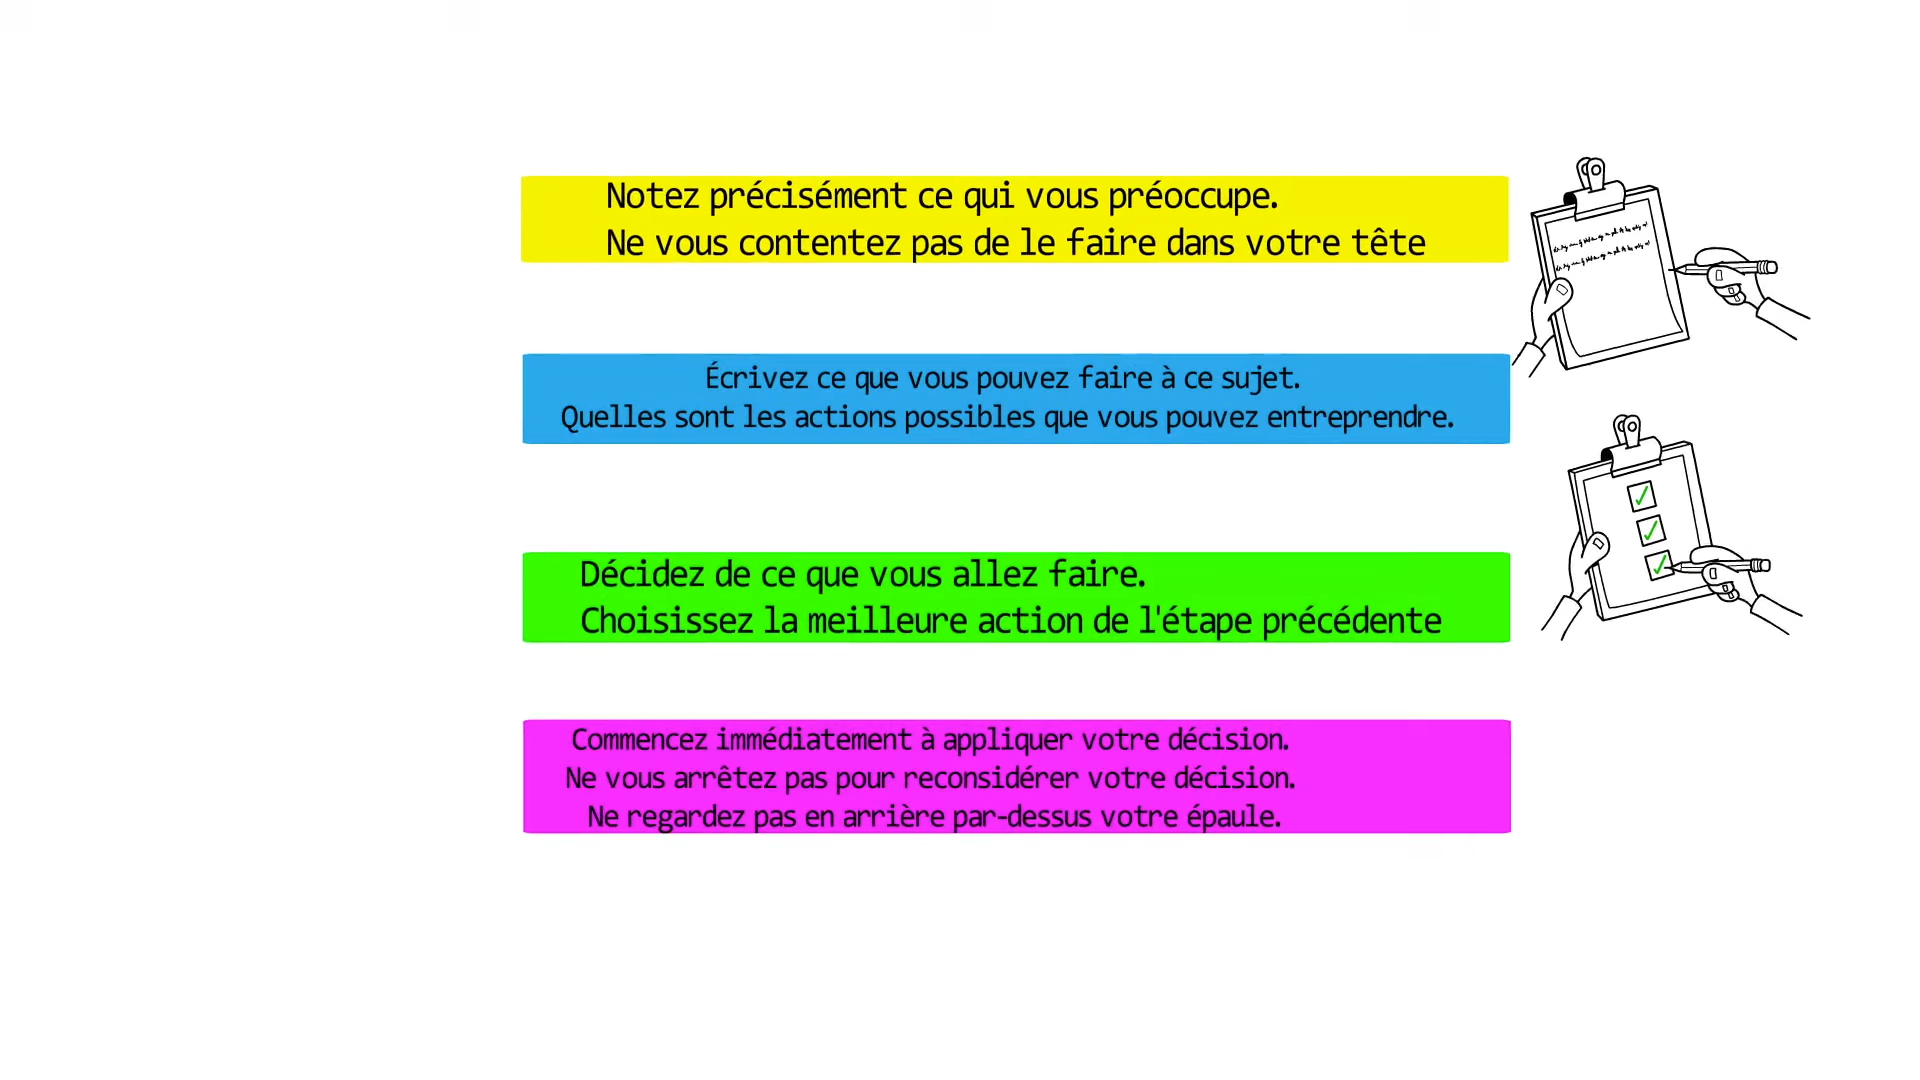 Notez précisément ce qui vous préoccupe.
Ne vous contentez pas de le faire dans votre tête
Écrivez ce que vous pouvez faire à ce sujet.
Quelles sont les actions possibles que vous pouvez entreprendre.
Décidez de ce que vous allez faire.
Choisissez la meilleure action de l'étape précédente
Commencez immédiatement à appliquer votre décision.
Ne vous arrêtez pas pour reconsidérer votre décision.
Ne regardez pas en arrière par-dessus votre épaule.